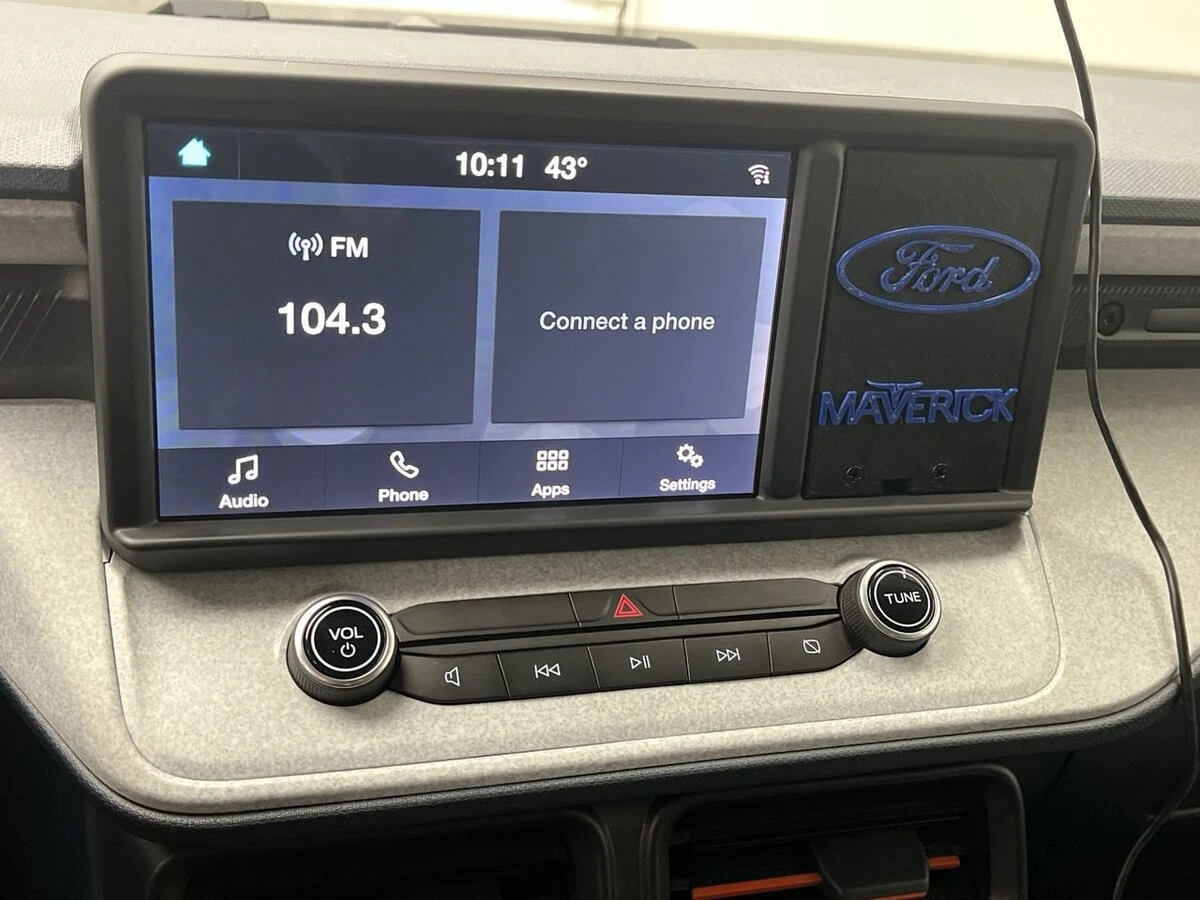 10:11 43°
FM
104.3
Connect a phone
Audio
Phone
Apps
Settings
Ford
MAVERICK
VOL
TUNE